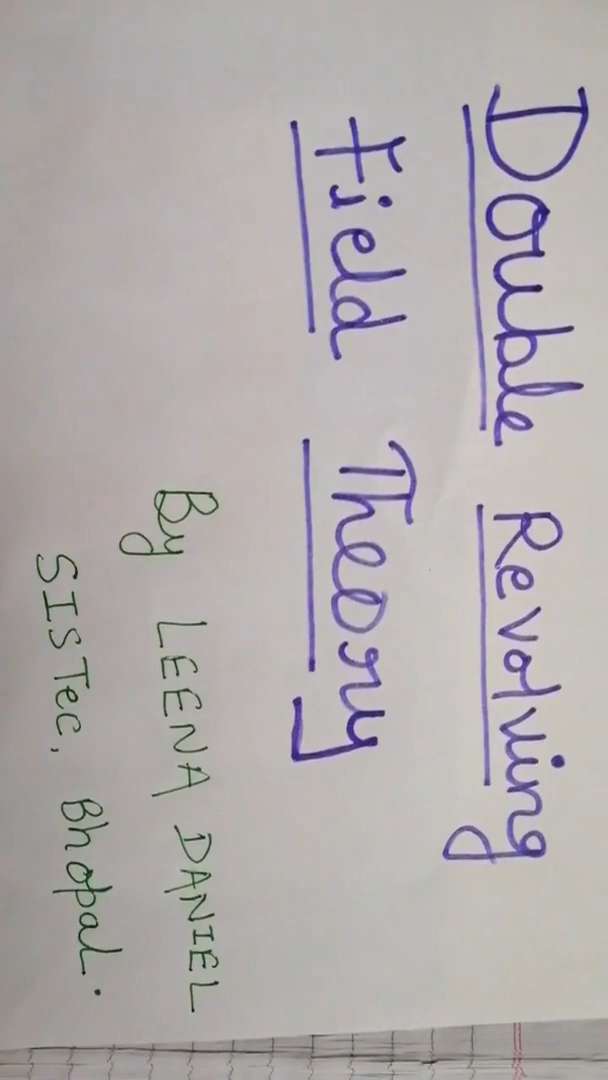 Double Revolving
Field Theory
By LEENA DANIEL
SISTec, Bhopal.